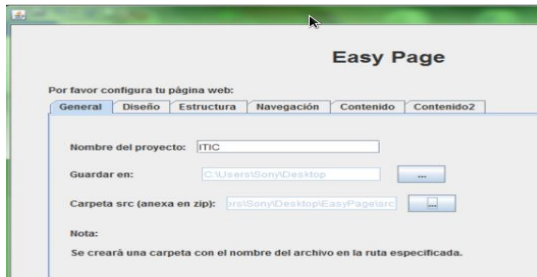 Easy Page
Por favor configura tu página web:
General Diseño Estructura Navegación Contenido Contenido2
Nombre del proyecto: ITIC
Guardar en: C:\Users\Sony\Desktop ...
Carpeta src (anexa en zip): ers\Sony\Desktop\EasyPage\src ...
Nota:
Se creará una carpeta con el nombre del archivo en la ruta especificada.